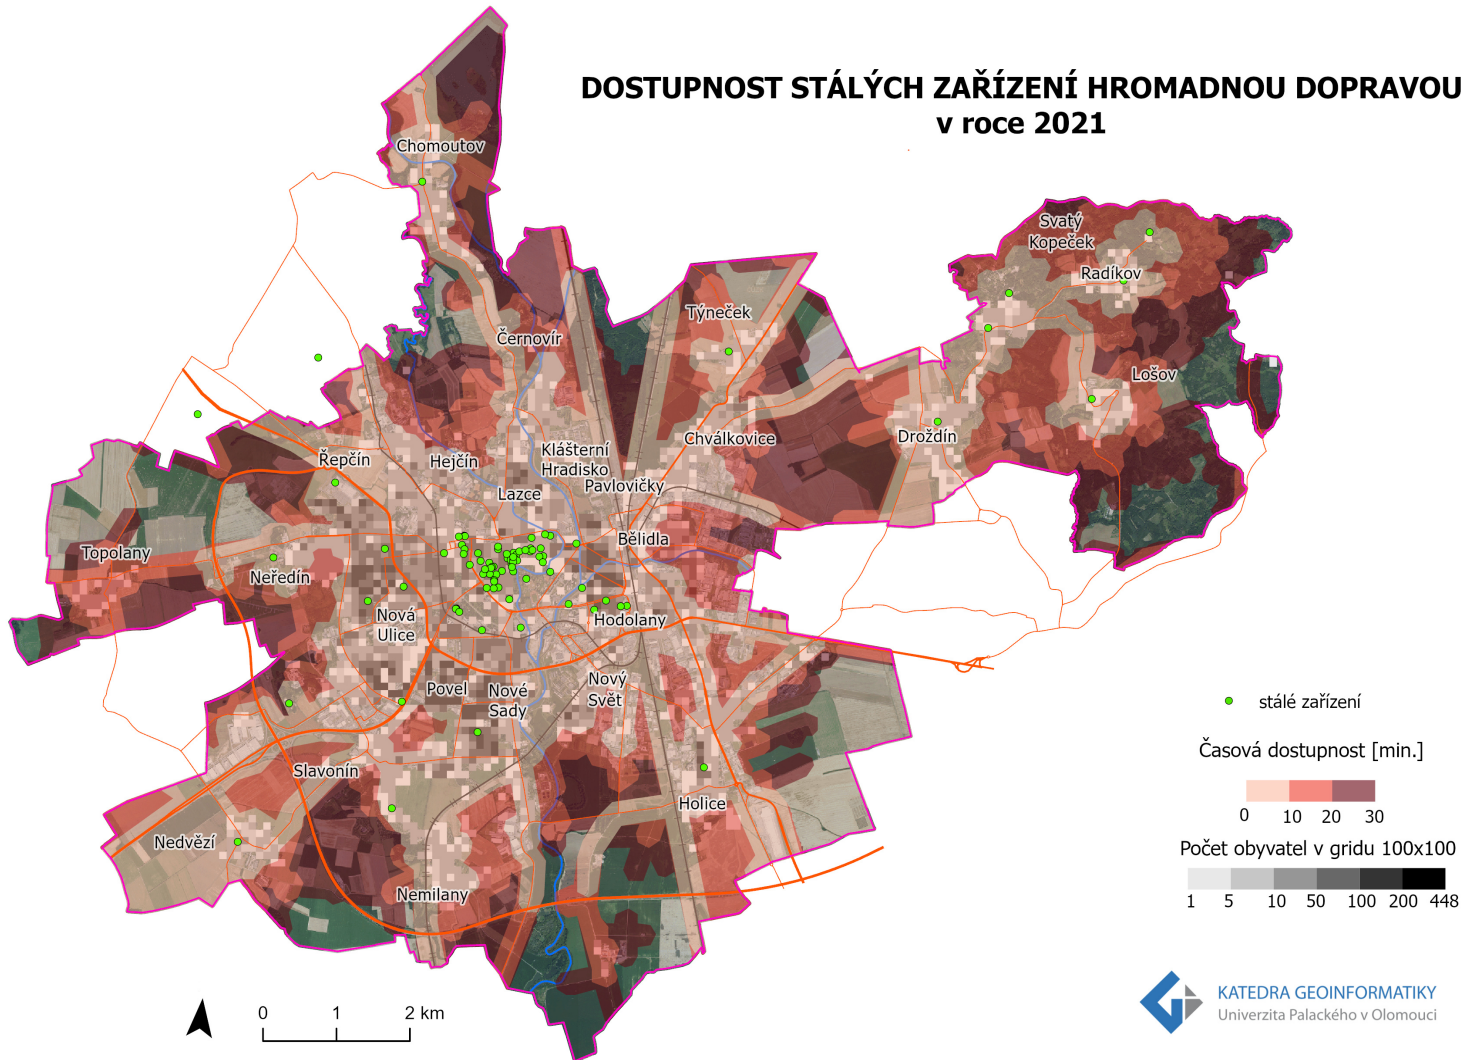 DOSTUPNOST STÁLÝCH ZAŘÍZENÍ HROMADNOU DOPRAVOU
v roce 2021
Chomoutov
Svatý
Kopeček
Radíkov
Týneček
Černovír
Lošov
Droždín
Chválkovice
Klášterní
Hradisko
Pavlovičky
Řepčín
Hejčín
Lazce
Bělidla
Topolany
Neředín
Nová
Ulice
Hodolany
Povel
Nové
Sady
Nový
Svět
Slavonín
Holice
Nedvězí
Nemilany
stálé zařízení
Časová dostupnost [min.]
0 10 20 30
Počet obyvatel v gridu 100x100
1 5 10 50 100 200 448
0 1 2 km
KATEDRA GEOINFORMATIKY
Univerzita Palackého v Olomouci